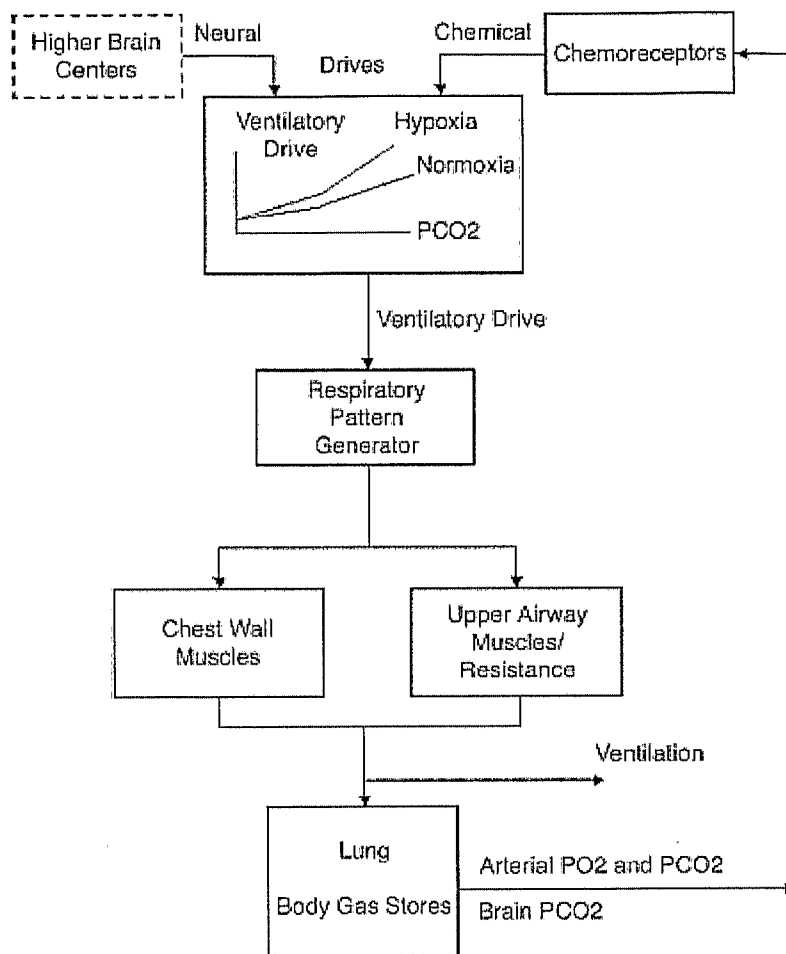 Higher Brain
Centers
Neural
Drives
Chemical
Chemoreceptors
Ventilatory
Drive
Hypoxia
Normoxia
PCO2
Ventilatory Drive
Respiratory
Pattern
Generator
Chest Wall
Muscles
Upper Airway
Muscles/
Resistance
Ventilation
Lung
Body Gas Stores
Arterial PO2 and PCO2
Brain PCO2